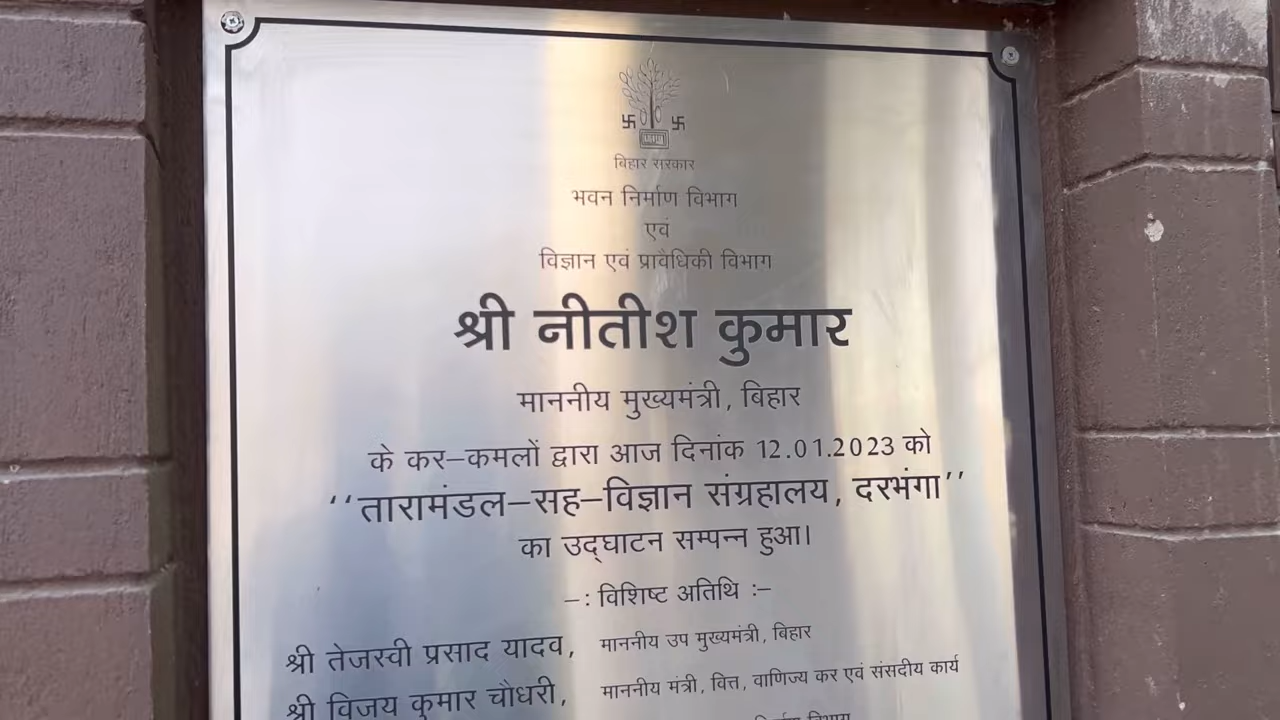 बिहार सरकार
भवन निर्माण विभाग
एवं
विज्ञान एवं प्रावैधिकी विभाग
श्री नीतीश कुमार
माननीय मुख्यमंत्री, बिहार
के कर-कमलों द्वारा आज दिनांक 12.01.2023 को
‘‘तारामंडल-सह-विज्ञान संग्रहालय, दरभंगा’’
का उद्घाटन सम्पन्न हुआ।
-: विशिष्ट अतिथि :-
श्री तेजस्वी प्रसाद यादव, माननीय उप मुख्यमंत्री, बिहार
श्री विजय कुमार चौधरी, माननीय मंत्री, वित्त, वाणिज्य कर एवं संसदीय कार्य